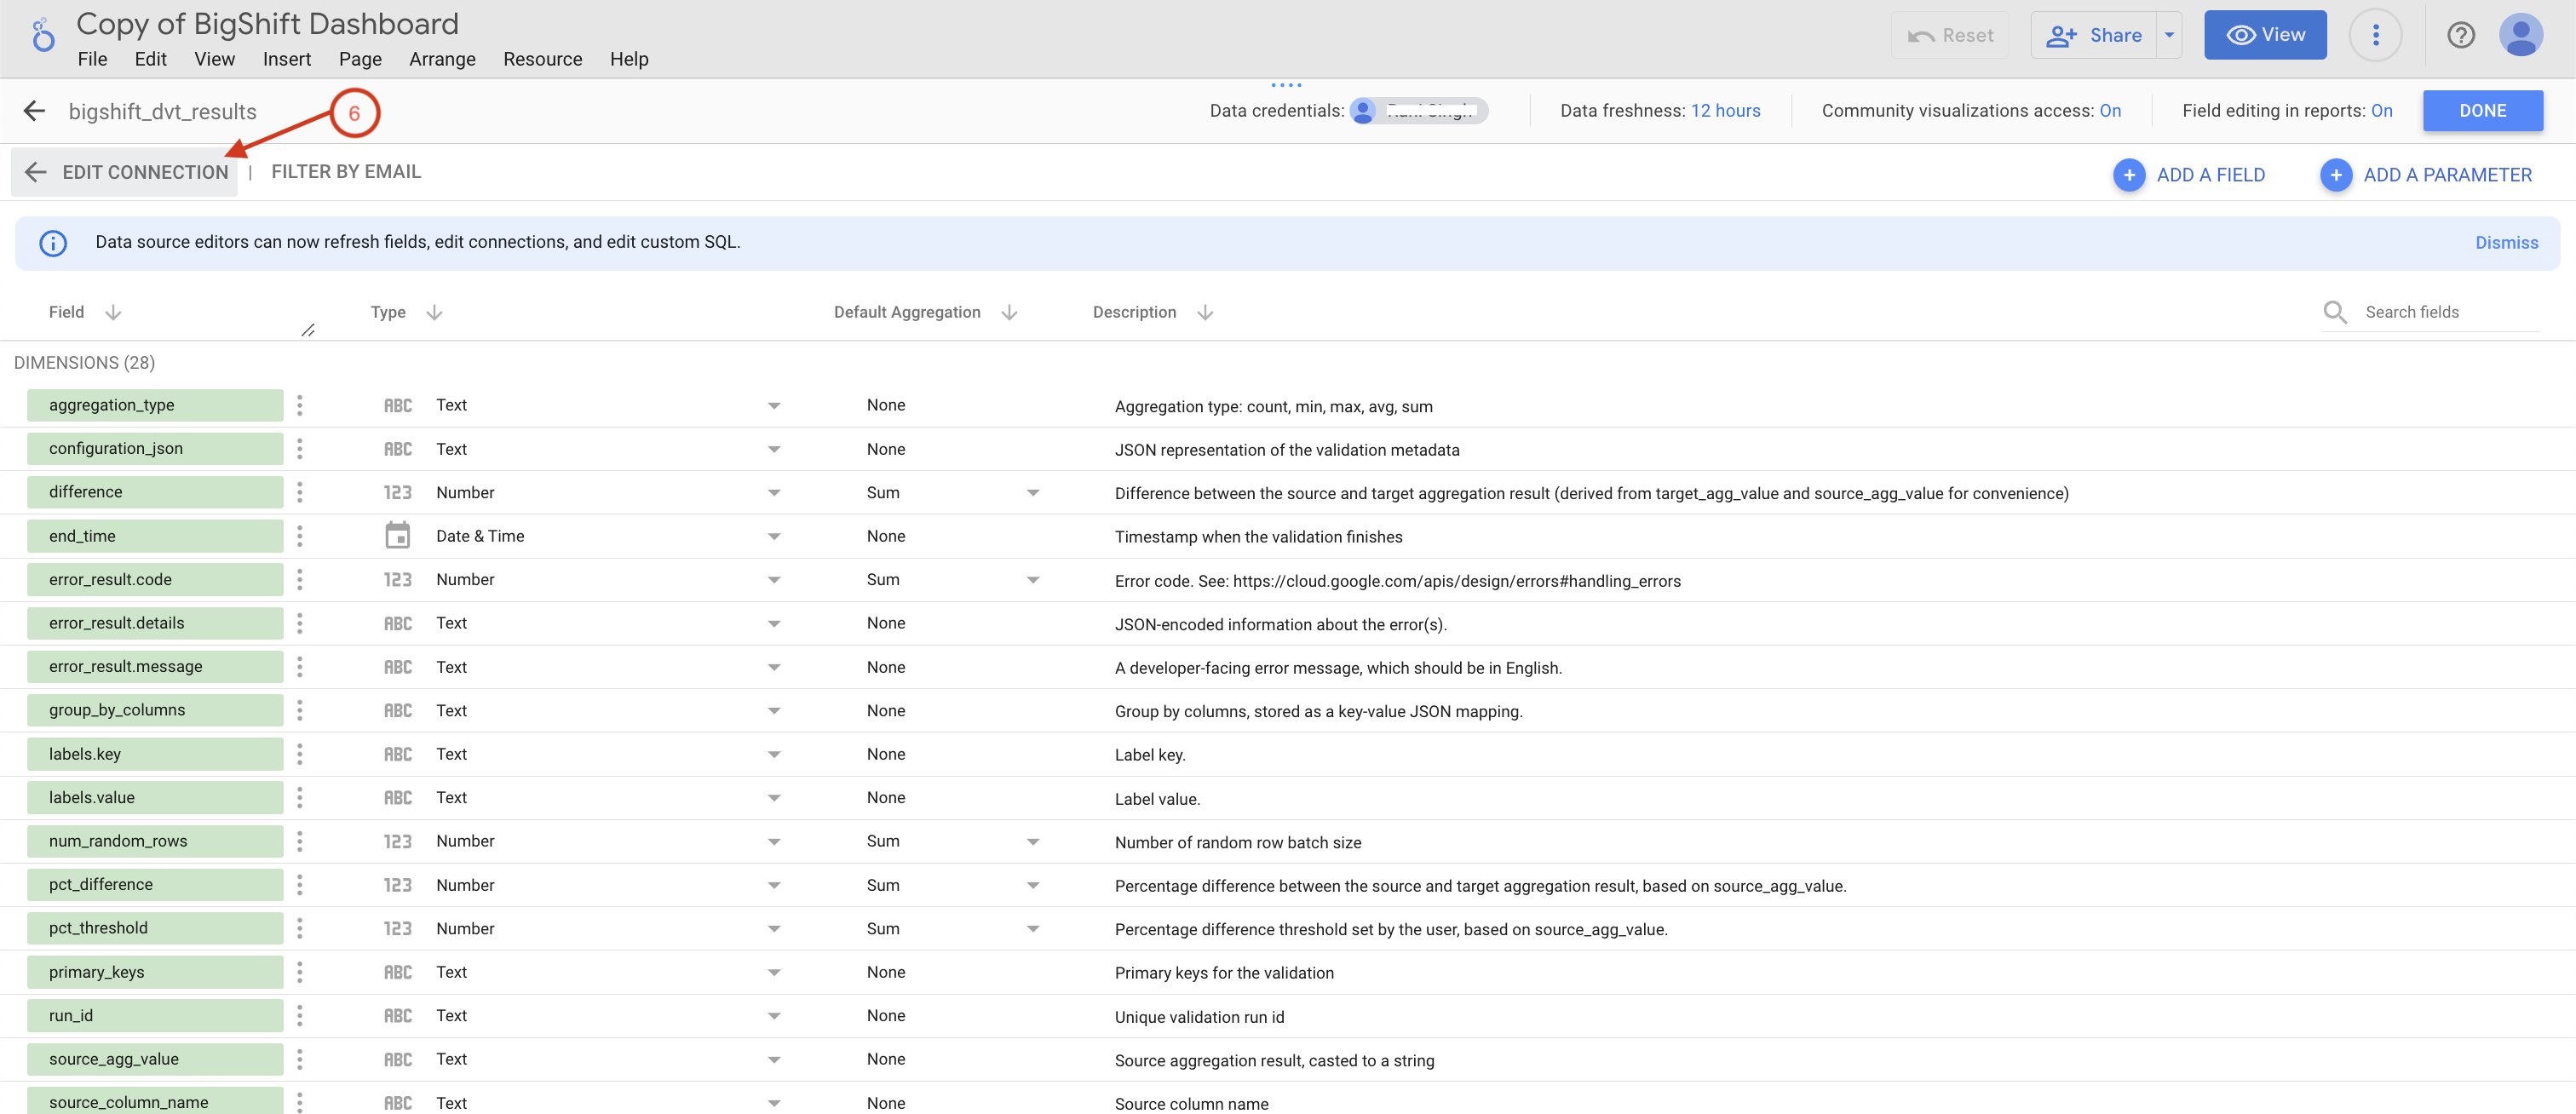 Copy of BigShift Dashboard
File Edit View Insert Page Arrange Resource Help
Reset Share View
bigshift_dvt_results
6
Data credentials:
Data freshness: 12 hours
Community visualizations access: On
Field editing in reports: On
DONE
EDIT CONNECTION | FILTER BY EMAIL
ADD A FIELD
ADD A PARAMETER
Data source editors can now refresh fields, edit connections, and edit custom SQL.
Dismiss
Field Type Default Aggregation Description Search fields
DIMENSIONS (28)
aggregation_type ABC Text None Aggregation type: count, min, max, avg, sum
configuration_json ABC Text None JSON representation of the validation metadata
difference 123 Number Sum Difference between the source and target aggregation result (derived from target_agg_value and source_agg_value for convenience)
end_time Date & Time None Timestamp when the validation finishes
error_result.code 123 Number Sum Error code. See: https://cloud.google.com/apis/design/errors#handling_errors
error_result.details ABC Text None JSON-encoded information about the error(s).
error_result.message ABC Text None A developer-facing error message, which should be in English.
group_by_columns ABC Text None Group by columns, stored as a key-value JSON mapping.
labels.key ABC Text None Label key.
labels.value ABC Text None Label value.
num_random_rows 123 Number Sum Number of random row batch size
pct_difference 123 Number Sum Percentage difference between the source and target aggregation result, based on source_agg_value.
pct_threshold 123 Number Sum Percentage difference threshold set by the user, based on source_agg_value.
primary_keys ABC Text None Primary keys for the validation
run_id ABC Text None Unique validation run id
source_agg_value ABC Text None Source aggregation result, casted to a string
source_column_name ABC Text None Source column name